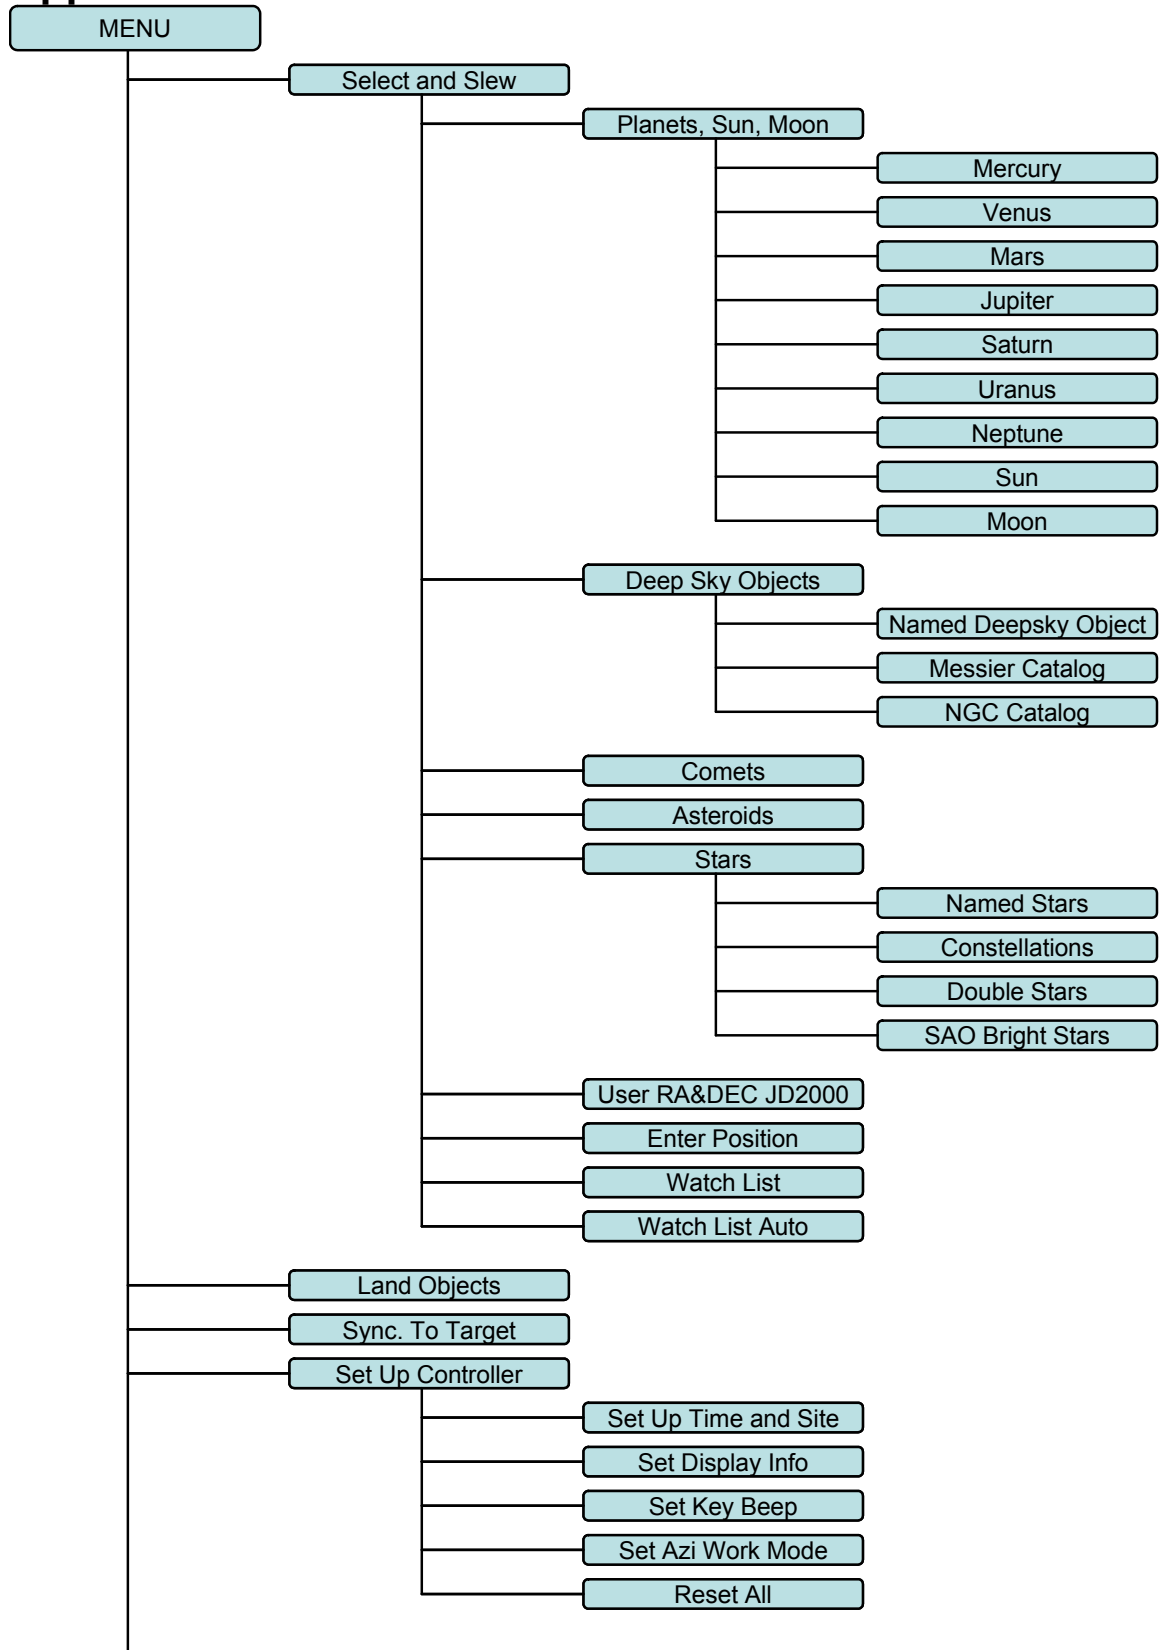 MENU
Select and Slew
Planets, Sun, Moon
Mercury
Venus
Mars
Jupiter
Saturn
Uranus
Neptune
Sun
Moon
Deep Sky Objects
Named Deepsky Object
Messier Catalog
NGC Catalog
Comets
Asteroids
Stars
Named Stars
Constellations
Double Stars
SAO Bright Stars
User RA&DEC JD2000
Enter Position
Watch List
Watch List Auto
Land Objects
Sync. To Target
Set Up Controller
Set Up Time and Site
Set Display Info
Set Key Beep
Set Azi Work Mode
Reset All